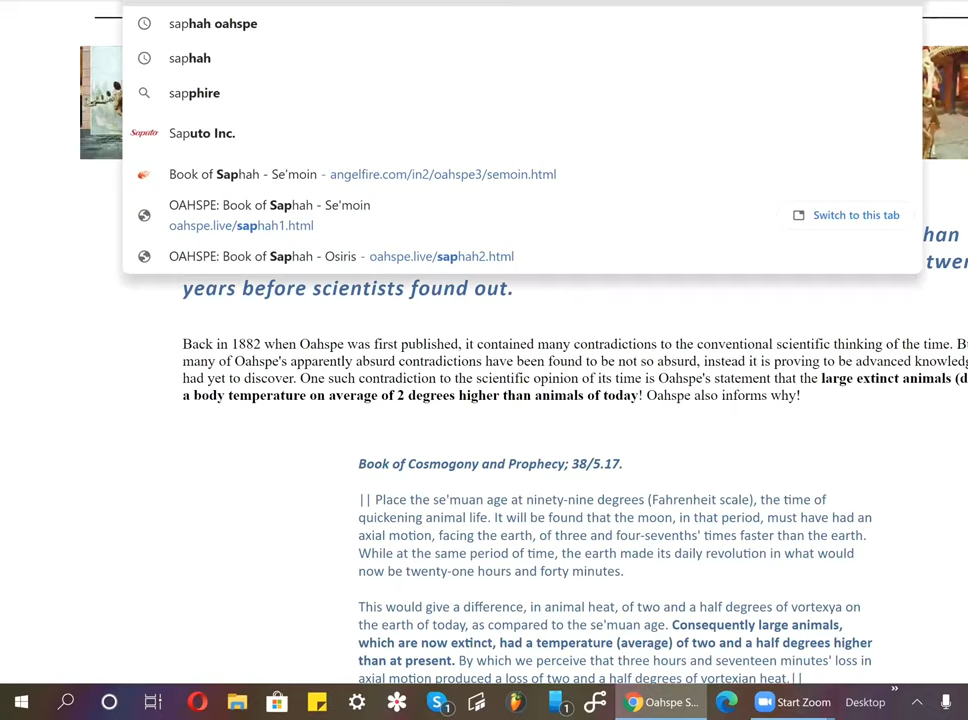 saphah oahspe
saphah
sapphire
Saputo Saputo Inc.
Book of Saphah - Se'moin - angelfire.com/in2/oahspe3/semoin.html
OAHSPE: Book of Saphah - Se'moin
oahspe.live/saphah1.html
Switch to this tab
OAHSPE: Book of Saphah - Osiris - oahspe.live/saphah2.html
han
twen
years before scientists found out.
Back in 1882 when Oahspe was first published, it contained many contradictions to the conventional scientific thinking of the time. B
many of Oahspe's apparently absurd contradictions have been found to be not so absurd, instead it is proving to be advanced knowledg
had yet to discover. One such contradiction to the scientific opinion of its time is Oahspe's statement that the large extinct animals (d
a body temperature on average of 2 degrees higher than animals of today! Oahspe also informs why!
Book of Cosmogony and Prophecy; 38/5.17.
|| Place the se'muan age at ninety-nine degrees (Fahrenheit scale), the time of
quickening animal life. It will be found that the moon, in that period, must have had an
axial motion, facing the earth, of three and four-sevenths' times faster than the earth.
While at the same period of time, the earth made its daily revolution in what would
now be twenty-one hours and forty minutes.
This would give a difference, in animal heat, of two and a half degrees of vortexya on
the earth of today, as compared to the se'muan age. Consequently large animals,
which are now extinct, had a temperature (average) of two and a half degrees higher
than at present. By which we perceive that three hours and seventeen minutes' loss in
axial motion produced a loss of two and a half degrees of vortexian heat.||
1
1
Oahspe S...
Start Zoom
Desktop